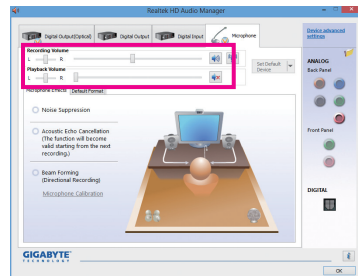 Realtek HD Audio Manager
Digital Output(Optical)
Digital Output
Digital Input
Microphone
Device advanced
settings
Recording Volume
L
R
Playback Volume
L
R
Set Default
Device
ANALOG
Back Panel
Microphone Effects
Default Format
Noise Suppression
Acoustic Echo Cancellation
(The function will become
valid starting from the next
recording.)
Beam Forming
(Directional Recording)
Microphone Calibration
Front Panel
DIGITAL
GIGABYTE
TECHNOLOGY
OK